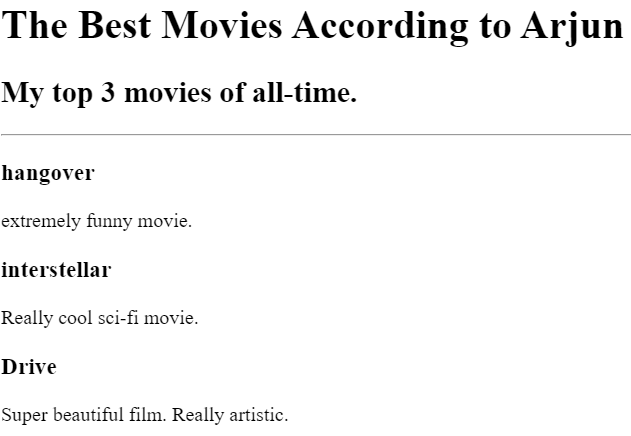 The Best Movies According to Arjun
My top 3 movies of all-time.
hangover
extremely funny movie.
interstellar
Really cool sci-fi movie.
Drive
Super beautiful film. Really artistic.